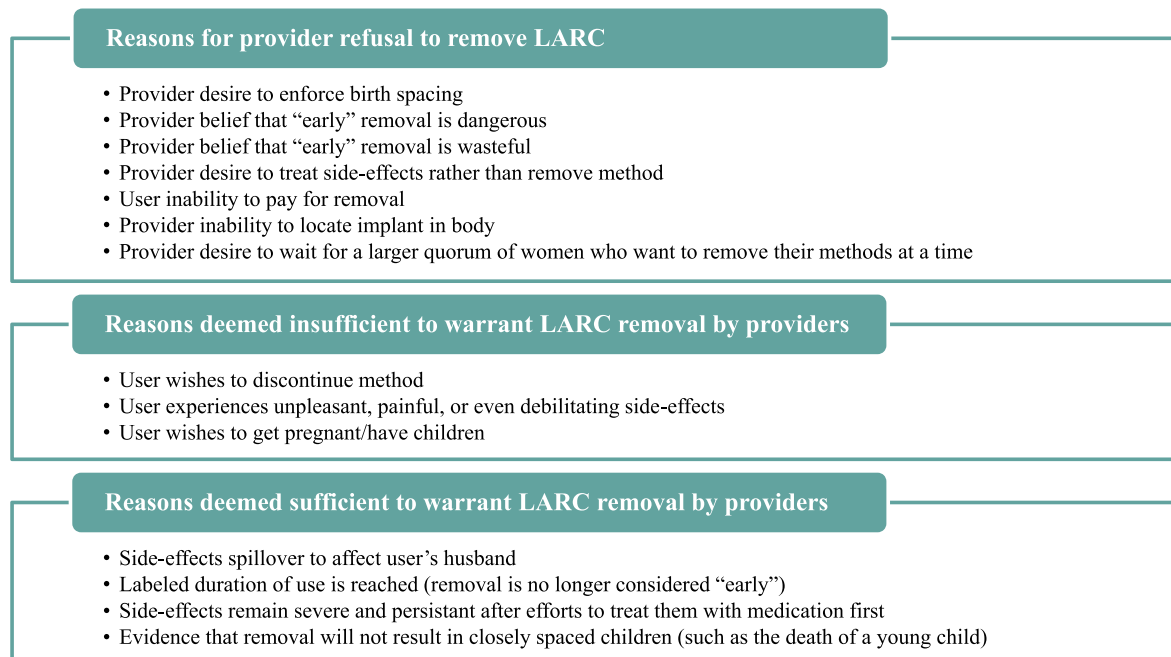 Reasons for provider refusal to remove LARC
• Provider desire to enforce birth spacing
• Provider belief that “early” removal is dangerous
• Provider belief that “early” removal is wasteful
• Provider desire to treat side-effects rather than remove method
• User inability to pay for removal
• Provider inability to locate implant in body
• Provider desire to wait for a larger quorum of women who want to remove their methods at a time
Reasons deemed insufficient to warrant LARC removal by providers
• User wishes to discontinue method
• User experiences unpleasant, painful, or even debilitating side-effects
• User wishes to get pregnant/have children
Reasons deemed sufficient to warrant LARC removal by providers
• Side-effects spillover to affect user’s husband
• Labeled duration of use is reached (removal is no longer considered “early”)
• Side-effects remain severe and persistant after efforts to treat them with medication first
• Evidence that removal will not result in closely spaced children (such as the death of a young child)